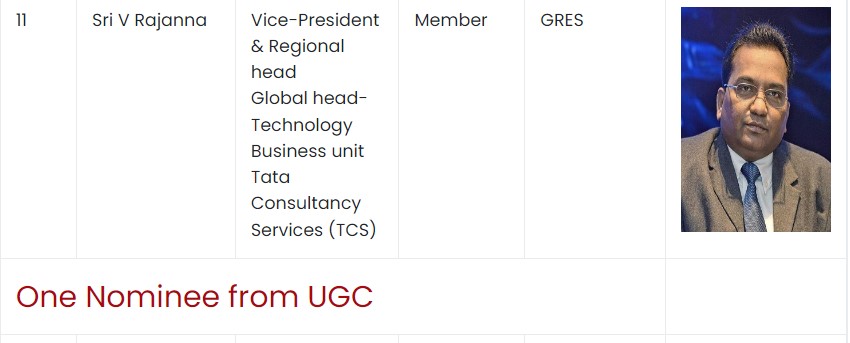 11 Sri V Rajanna Vice-President Member GRES
& Regional
head
Global head-
Technology
Business unit
Tata
Consultancy
Services (TCS)
One Nominee from UGC